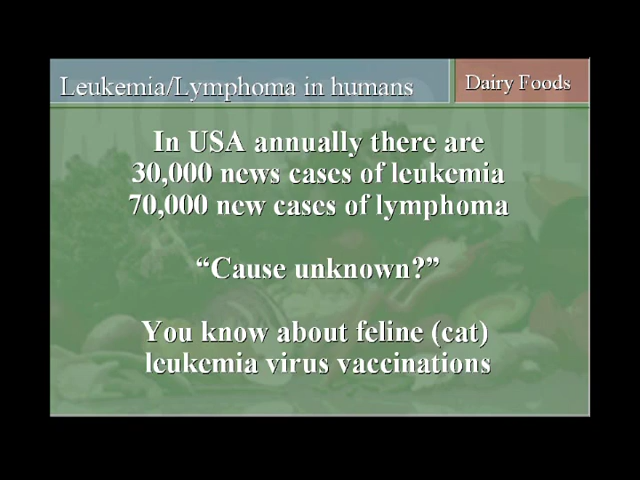 Leukemia/Lymphoma in humans
Dairy Foods
In USA annually there are
30,000 news cases of leukemia
70,000 new cases of lymphoma
“Cause unknown?”
You know about feline (cat)
leukemia virus vaccinations